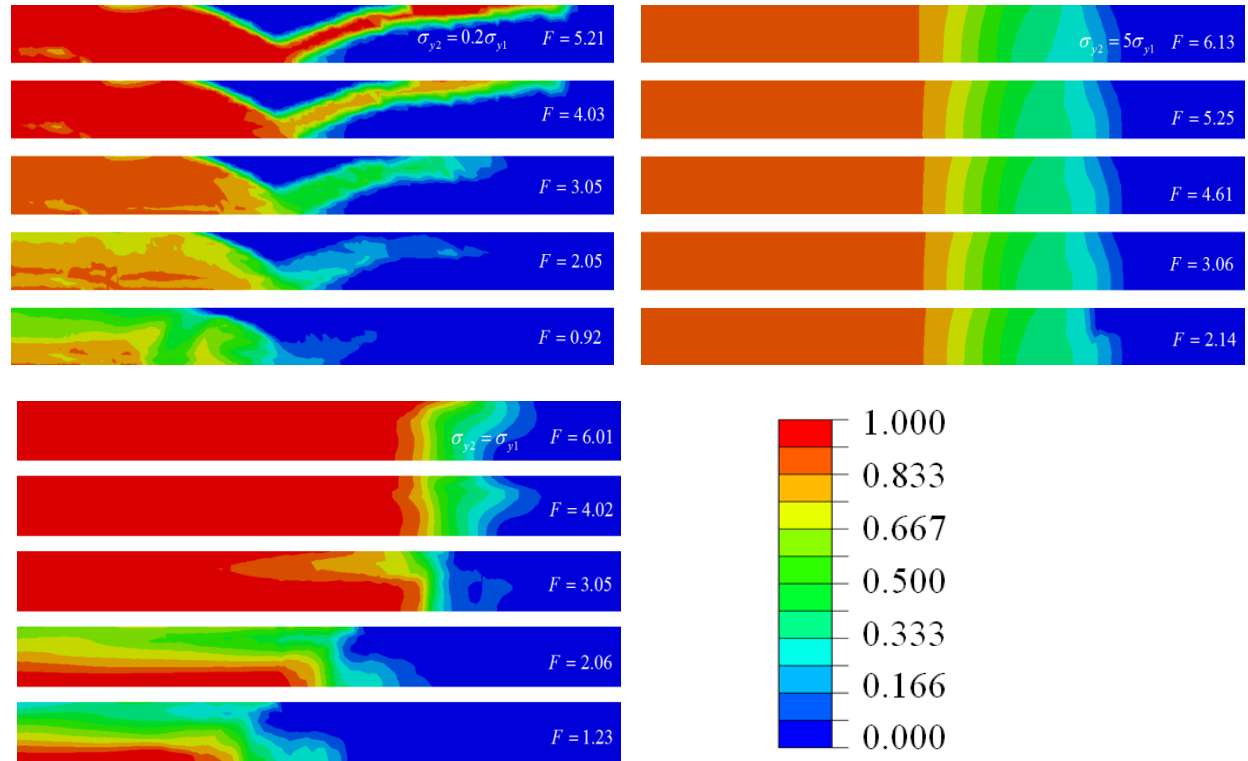 σy2 = 0.2σy1 F = 5.21
F = 4.03
F = 3.05
F = 2.05
F = 0.92
σy2 = 5σy1 F = 6.13
F = 5.25
F = 4.61
F = 3.06
F = 2.14
σy2 = σy1 F = 6.01
F = 4.02
F = 3.05
F = 2.06
F = 1.23
1.000
0.833
0.667
0.500
0.333
0.166
0.000